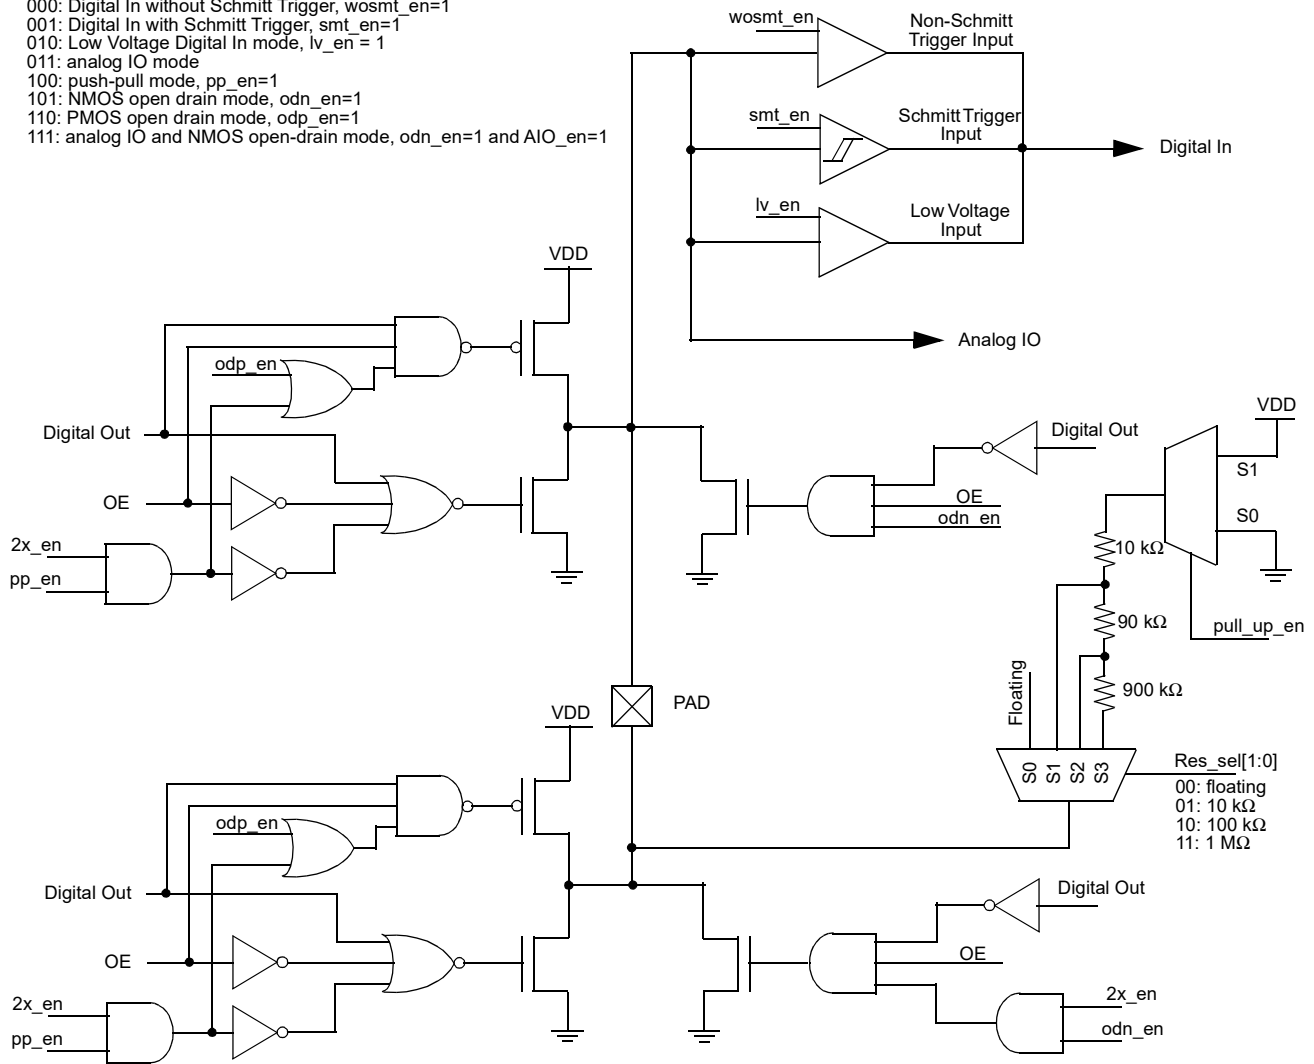 000: Digital In without Schmitt Trigger, wosmt_en=1
001: Digital In with Schmitt Trigger, smt_en=1
010: Low Voltage Digital In mode, lv_en = 1
011: analog IO mode
100: push-pull mode, pp_en=1
101: NMOS open drain mode, odn_en=1
110: PMOS open drain mode, odp_en=1
111: analog IO and NMOS open-drain mode, odn_en=1 and AIO_en=1
wosmt_en
Non-Schmitt
Trigger Input
smt_en
Schmitt Trigger
Input
Digital In
lv_en
Low Voltage
Input
Analog IO
VDD
odp_en
Digital Out
OE
2x_en
pp_en
Digital Out
OE
odn_en
VDD
S1
S0
10 kΩ
90 kΩ
pull_up_en
900 kΩ
Floating
S0
S1
S2
S3
Res_sel[1:0]
00: floating
01: 10 kΩ
10: 100 kΩ
11: 1 MΩ
PAD
VDD
odp_en
Digital Out
OE
2x_en
pp_en
Digital Out
OE
2x_en
odn_en